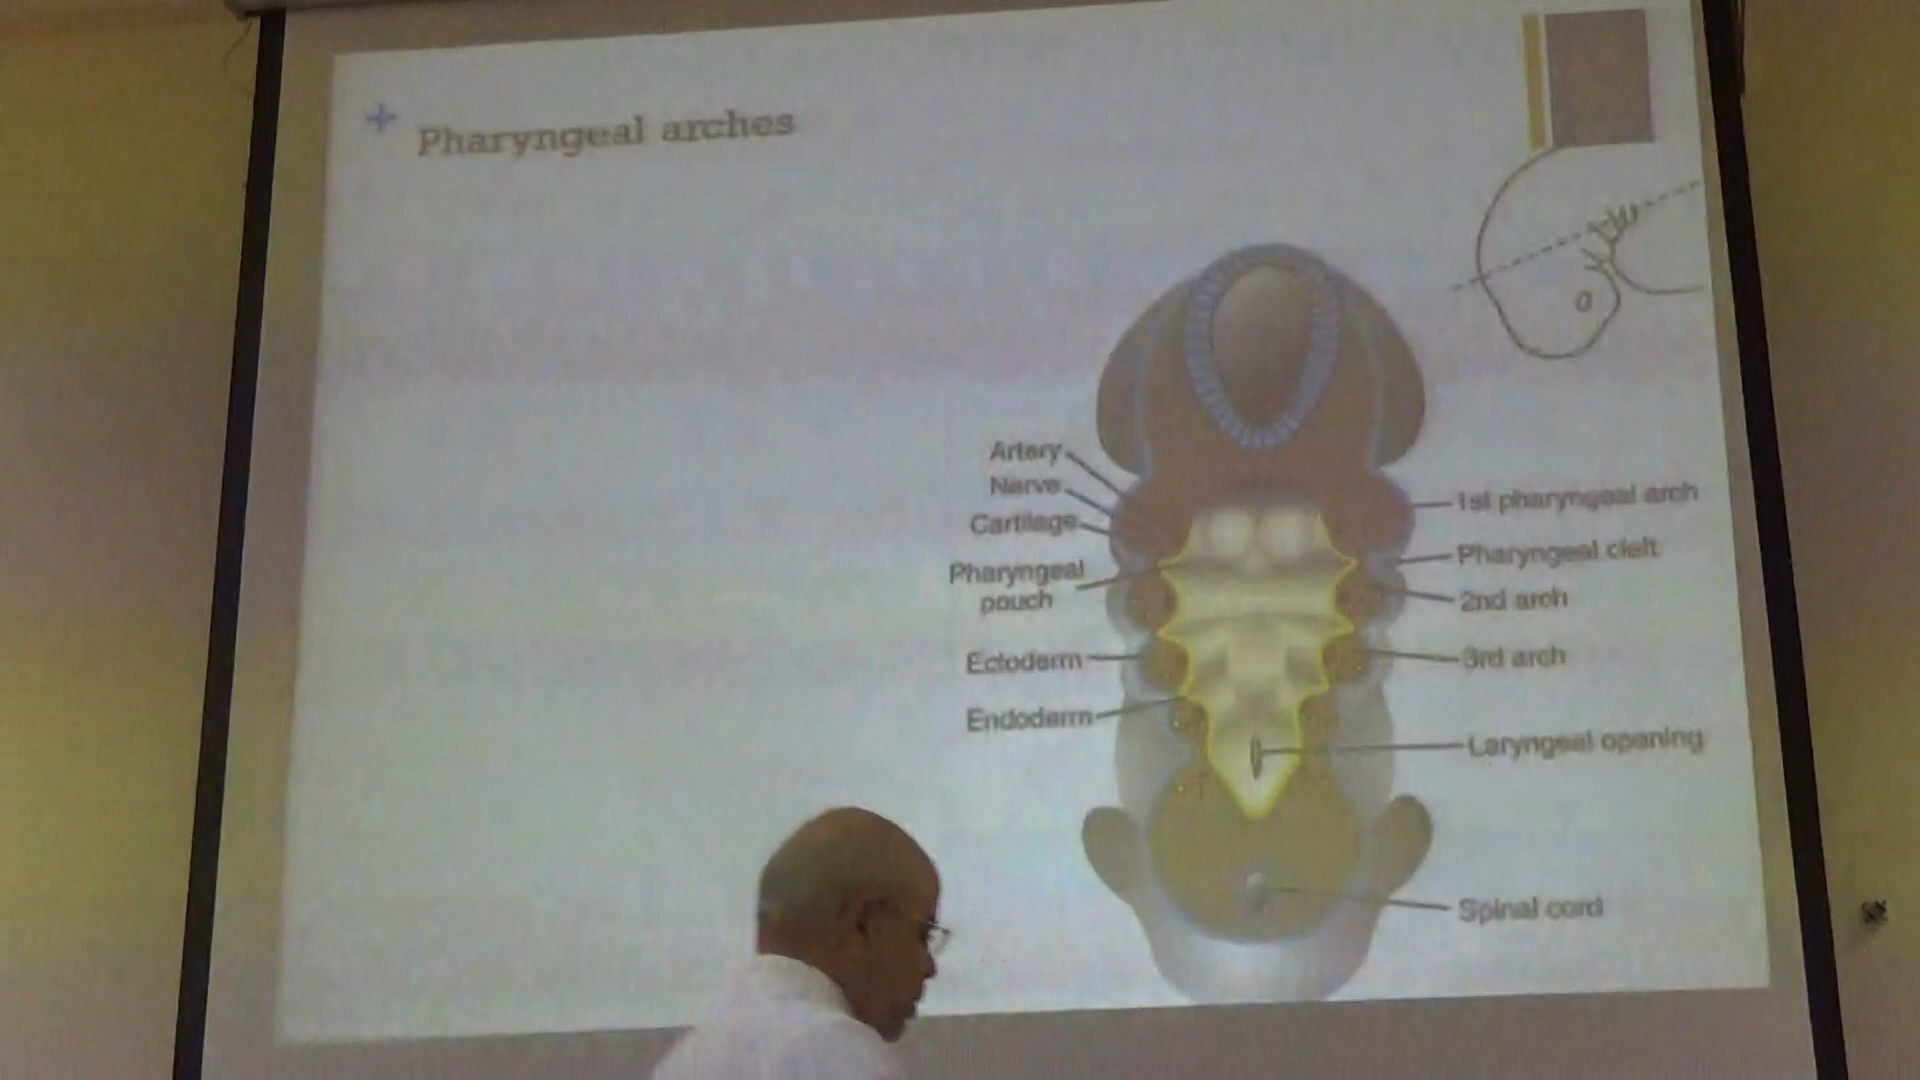 + Pharyngeal arches
a
Artery
Nerve
Cartilage
Pharyngeal
pouch
Ectoderm
Endoderm
1st pharyngeal arch
Pharyngeal cleft
2nd arch
3rd arch
Laryngeal opening
Spinal cord